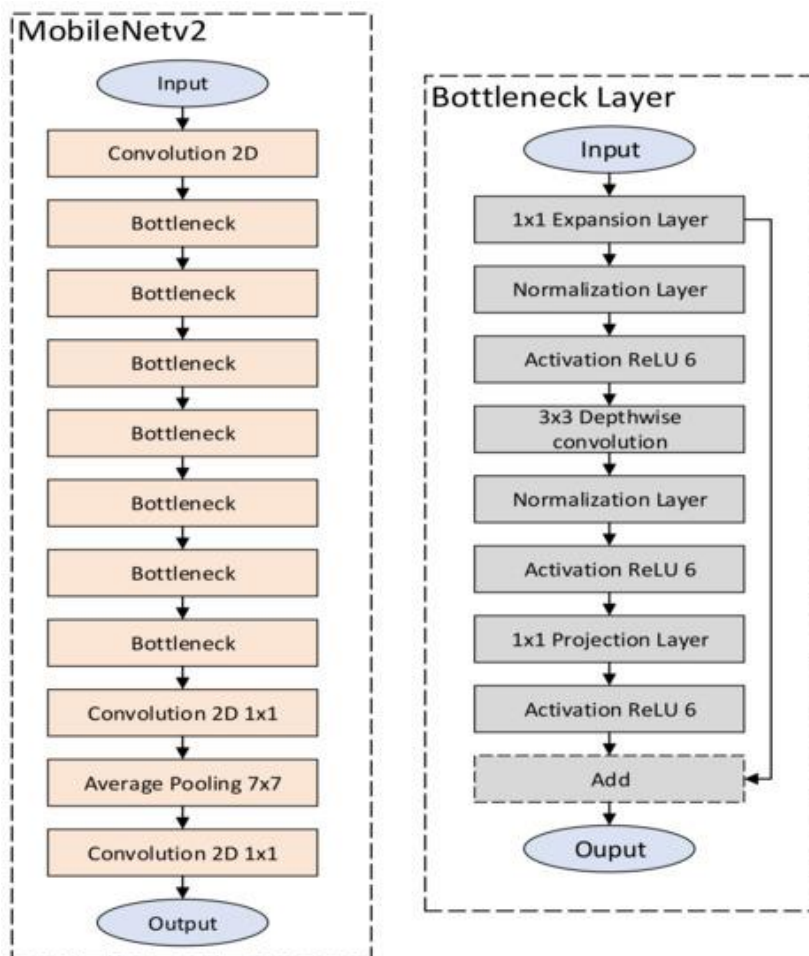 MobileNetv2
Input
Convolution 2D
Bottleneck
Bottleneck
Bottleneck
Bottleneck
Bottleneck
Bottleneck
Bottleneck
Convolution 2D 1x1
Average Pooling 7x7
Convolution 2D 1x1
Output
Bottleneck Layer
Input
1x1 Expansion Layer
Normalization Layer
Activation ReLU 6
3x3 Depthwise
convolution
Normalization Layer
Activation ReLU 6
1x1 Projection Layer
Activation ReLU 6
Add
Ouput